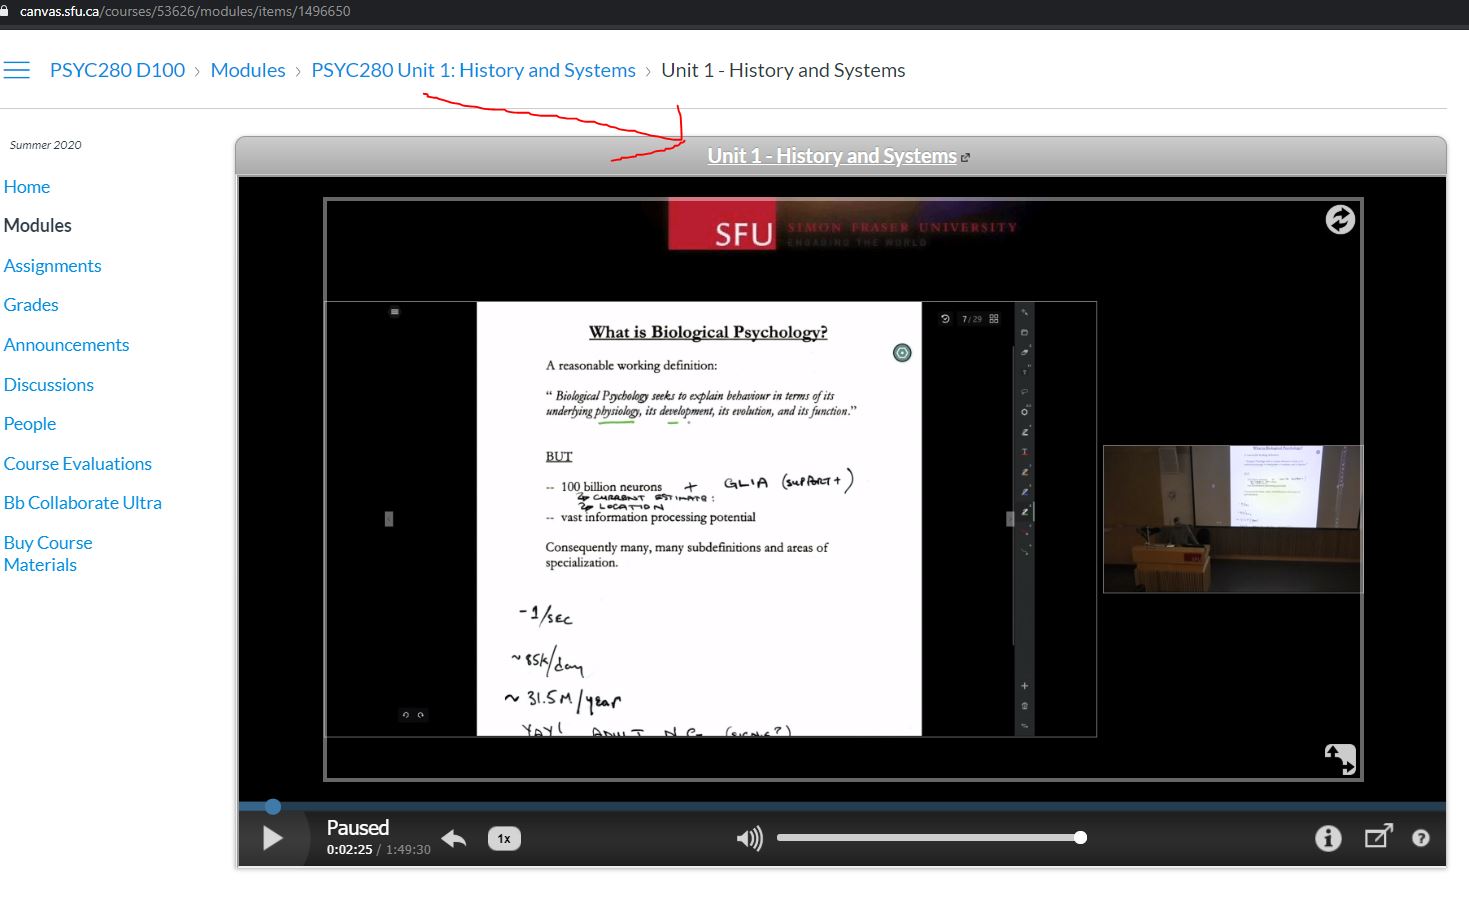 canvas.sfu.ca/courses/53626/modules/items/1496650
PSYC280 D100 › Modules › PSYC280 Unit 1: History and Systems › Unit 1 - History and Systems
Summer 2020
Home
Modules
Assignments
Grades
Announcements
Discussions
People
Course Evaluations
Bb Collaborate Ultra
Buy Course
Materials
Unit 1 - History and Systems
SFU SIMON FRASER UNIVERSITY
ENGAGING THE WORLD
7/29
What is Biological Psychology?
A reasonable working definition:
“ Biological Psychology seeks to explain behaviour in terms of its
underlying physiology, its development, its evolution, and its function.”
BUT
-- 100 billion neurons + GLIA (SUPPORT+)
CURRENT ESTIMATE:
LOCATION
-- vast information processing potential
Consequently many, many subdefinitions and areas of
specialization.
~1/SEC
~85K/day
~31.5M/year
YAY! ADULT N.G.
Paused
0:02:25 / 1:49:30
1x